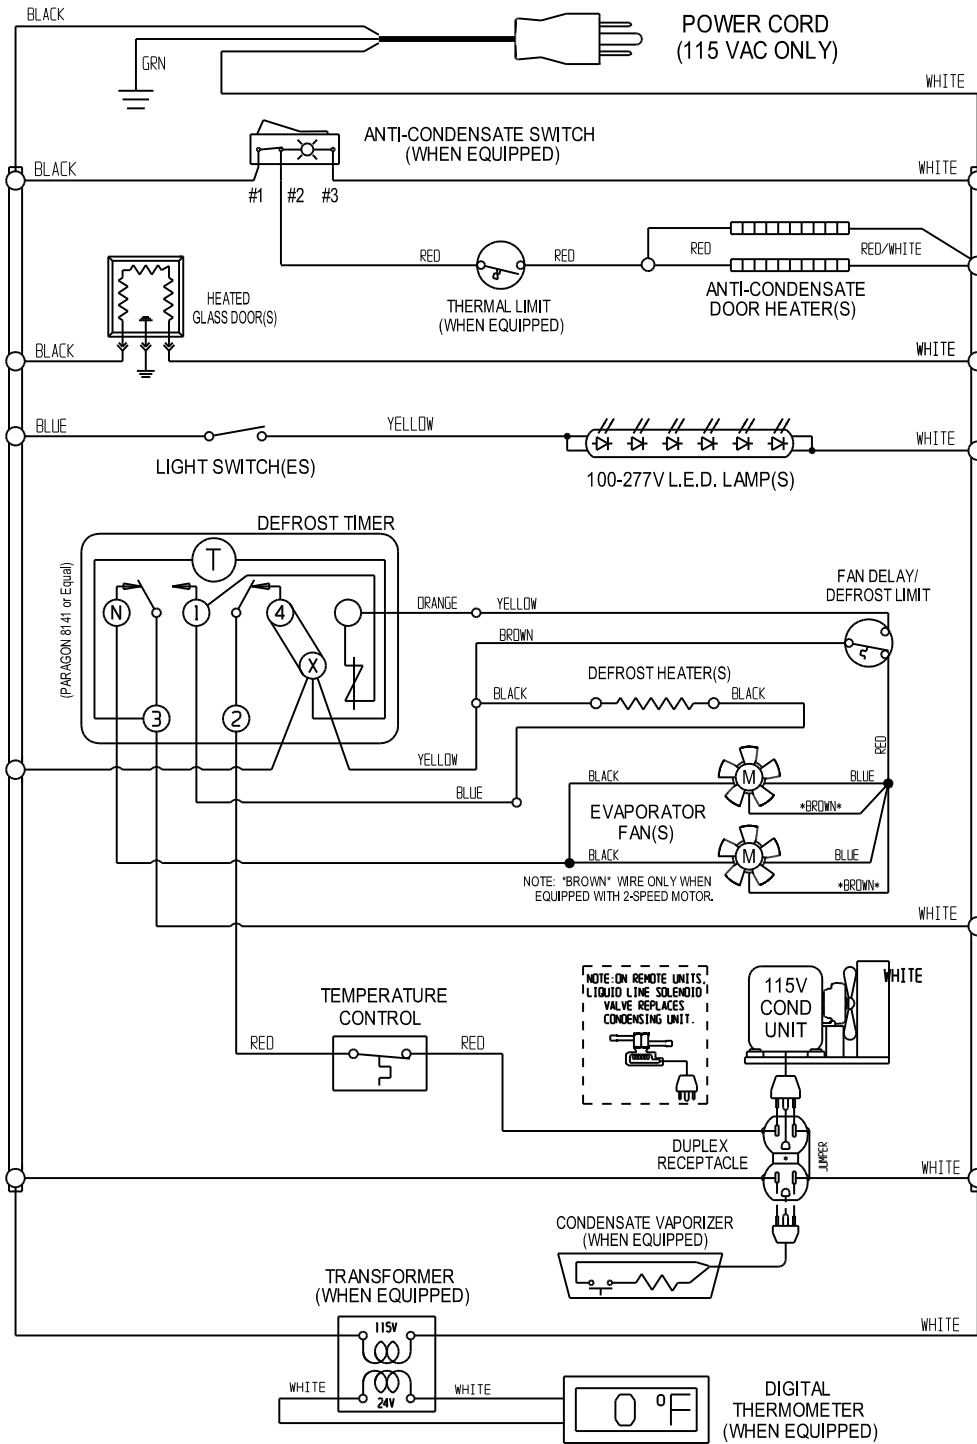 BLACK
POWER CORD
(115 VAC ONLY)
GRN
WHITE
ANTI-CONDENSATE SWITCH
(WHEN EQUIPPED)
BLACK
WHITE
#1 #2 #3
RED
RED
RED
RED/WHITE
HEATED
GLASS DOOR(S)
THERMAL LIMIT
(WHEN EQUIPPED)
ANTI-CONDENSATE
DOOR HEATER(S)
BLACK
WHITE
BLUE
YELLOW
WHITE
LIGHT SWITCH(ES)
100-277V L.E.D. LAMP(S)
DEFROST TIMER
(PARAGON 8141 or Equal)
T
N
1
4
X
3
2
FAN DELAY/
DEFROST LIMIT
ORANGE
YELLOW
BROWN
DEFROST HEATER(S)
BLACK
BLACK
RED
YELLOW
BLUE
BLACK
M
BLUE
*BROWN*
EVAPORATOR
FAN(S)
BLACK
M
BLUE
*BROWN*
NOTE: *BROWN* WIRE ONLY WHEN
EQUIPPED WITH 2-SPEED MOTOR.
WHITE
NOTE:ON REMOTE UNITS,
LIQUID LINE SOLENOID
VALVE REPLACES
CONDENSING UNIT.
115V
COND
UNIT
WHITE
TEMPERATURE
CONTROL
RED
RED
DUPLEX
RECEPTACLE
*
JUMPER
WHITE
CONDENSATE VAPORIZER
(WHEN EQUIPPED)
TRANSFORMER
(WHEN EQUIPPED)
115V
WHITE
24V
WHITE
WHITE
0 °F
DIGITAL
THERMOMETER
(WHEN EQUIPPED)